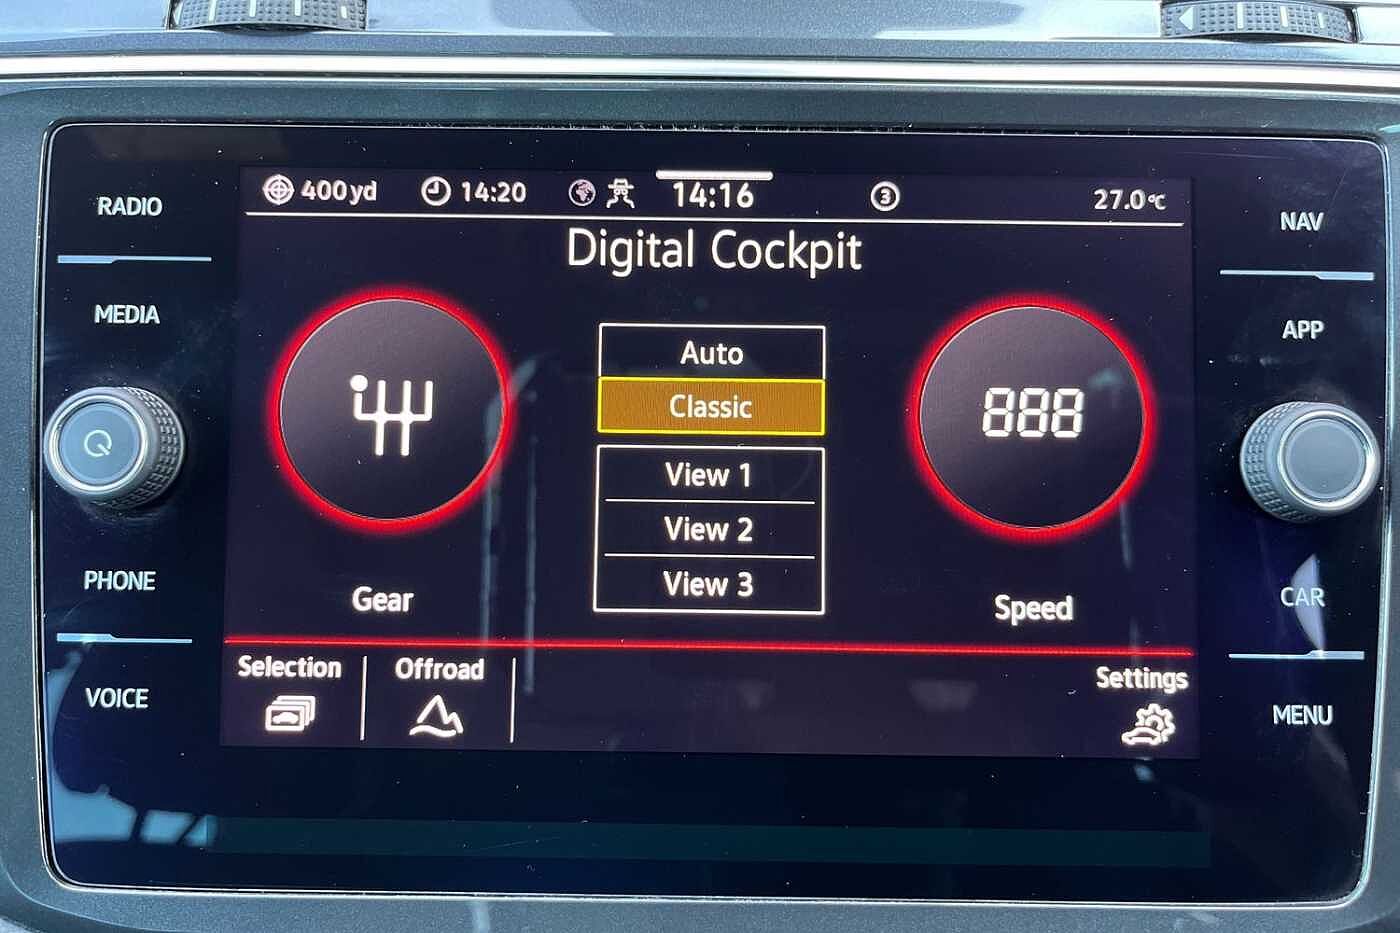 RADIO
MEDIA
PHONE
VOICE
400yd 14:20 14:16 3 27.0°C
Digital Cockpit
Auto
Classic
View 1
View 2
View 3
Gear
888
Speed
Selection
Offroad
Settings
NAV
APP
CAR
MENU